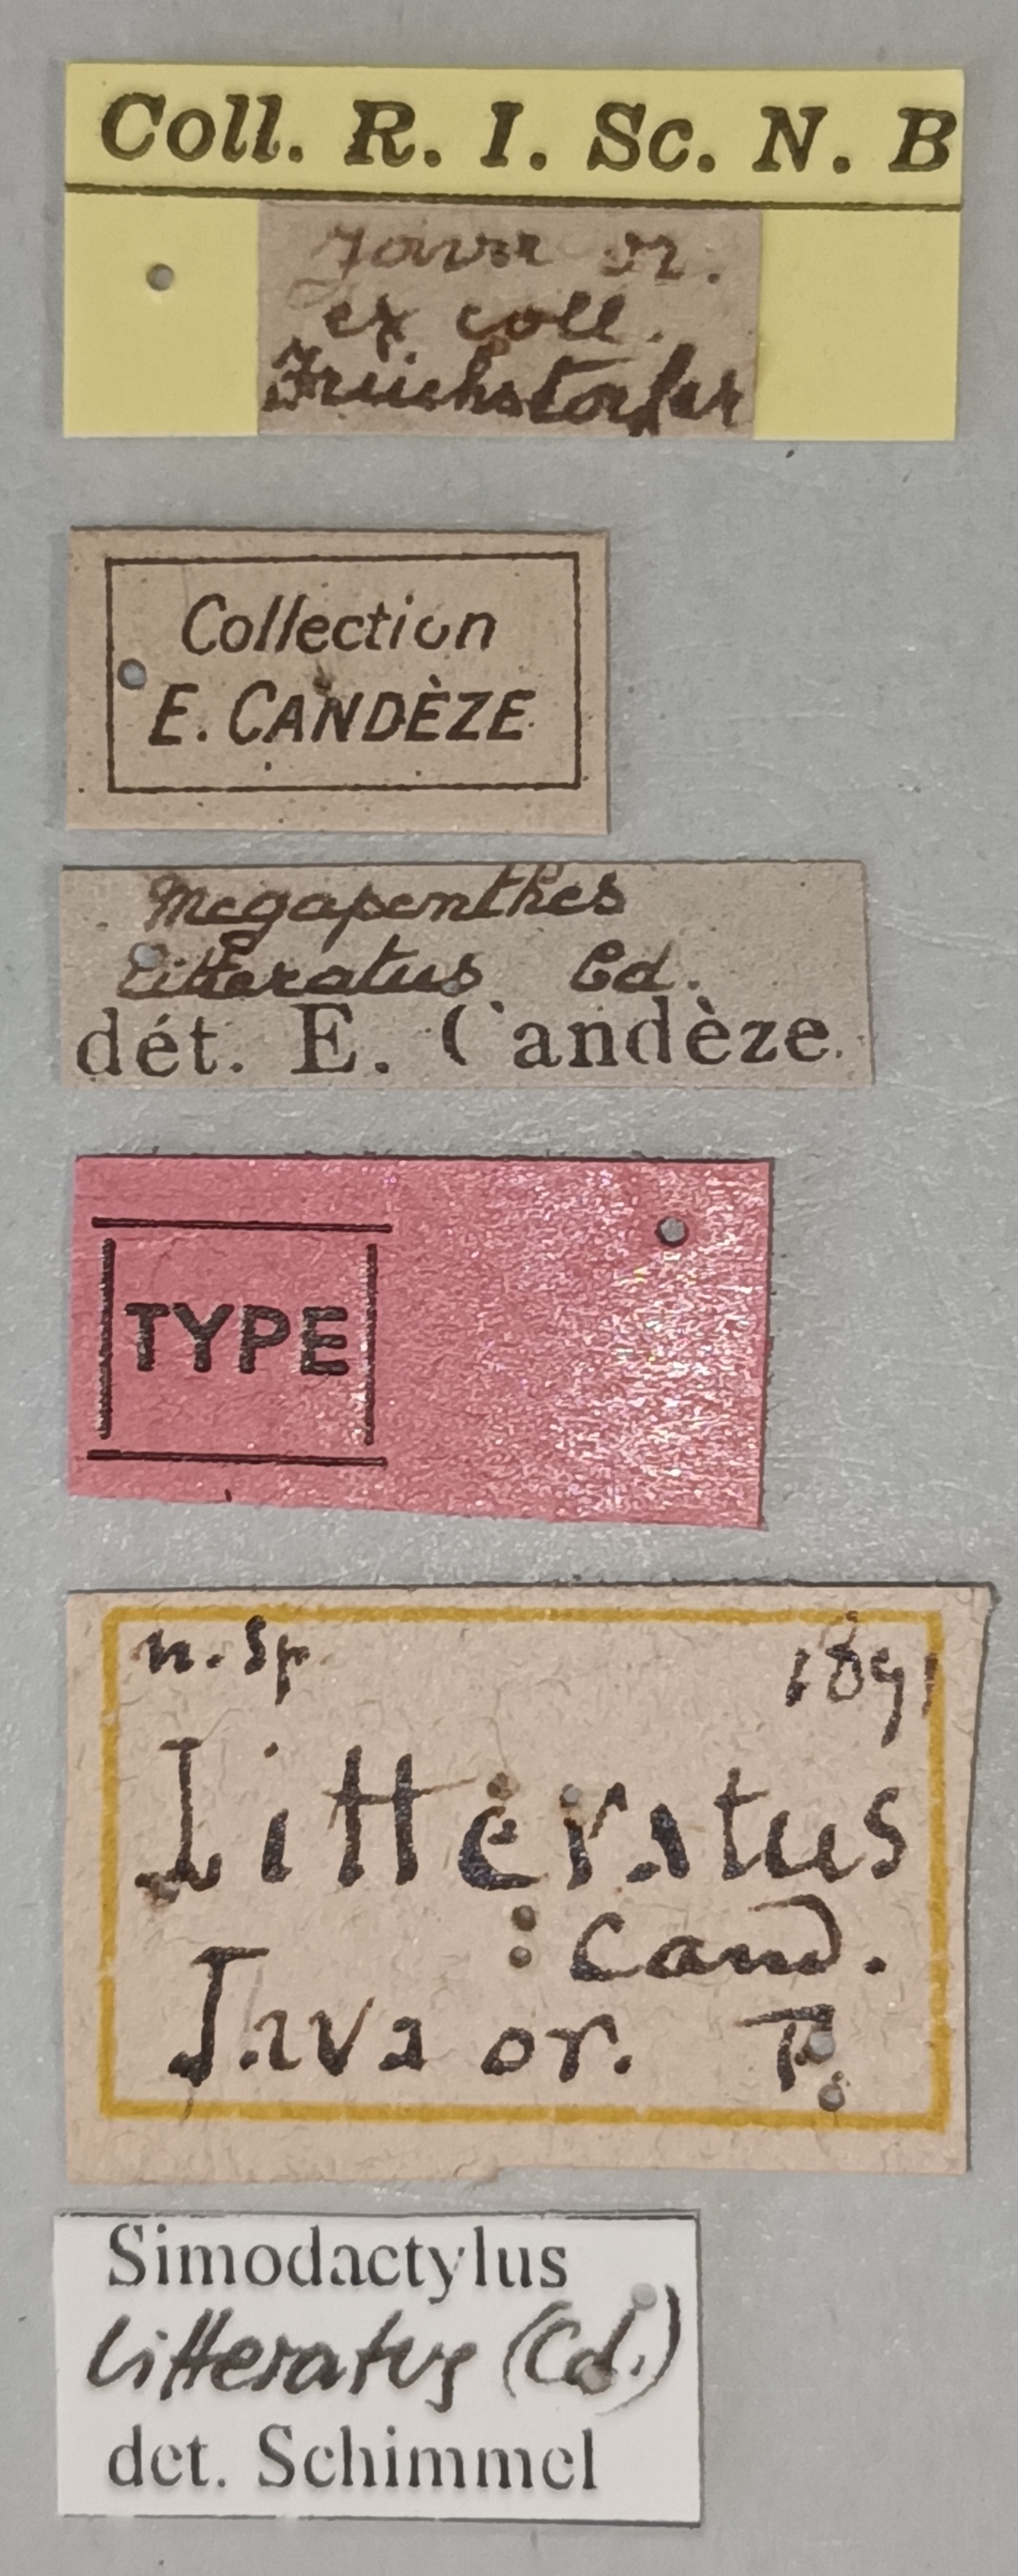 Coll. R. I. Sc. N. B
Java or.
ex coll.
Fruhstorfer
Collection
E. CANDÈZE
Megapenthes
litteratus Cd.
dét. E. Candèze.
TYPE
n. Sp. 1891
Litteratus
Cand.
Java or. F.
Simodactylus
litteratus (Cd.)
det. Schimmel